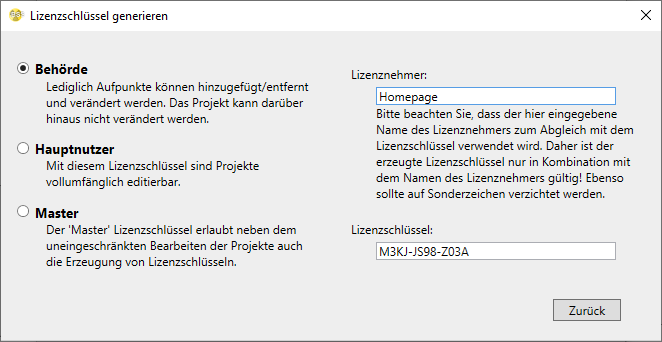 Lizenzschlüssel generieren
Behörde
Lediglich Aufpunkte können hinzugefügt/entfernt
und verändert werden. Das Projekt kann darüber
hinaus nicht verändert werden.
Hauptnutzer
Mit diesem Lizenzschlüssel sind Projekte
vollumfänglich editierbar.
Master
Der 'Master' Lizenzschlüssel erlaubt neben dem
uneingeschränkten Bearbeiten der Projekte auch
die Erzeugung von Lizenzschlüsseln.
Lizenznehmer:
Homepage
Bitte beachten Sie, dass der hier eingegebene
Name des Lizenznehmers zum Abgleich mit dem
Lizenzschlüssel verwendet wird. Daher ist der
erzeugte Lizenzschlüssel nur in Kombination mit
dem Namen des Lizenznehmers gültig! Ebenso
sollte auf Sonderzeichen verzichtet werden.
Lizenzschlüssel:
M3KJ-JS98-Z03A
Zurück